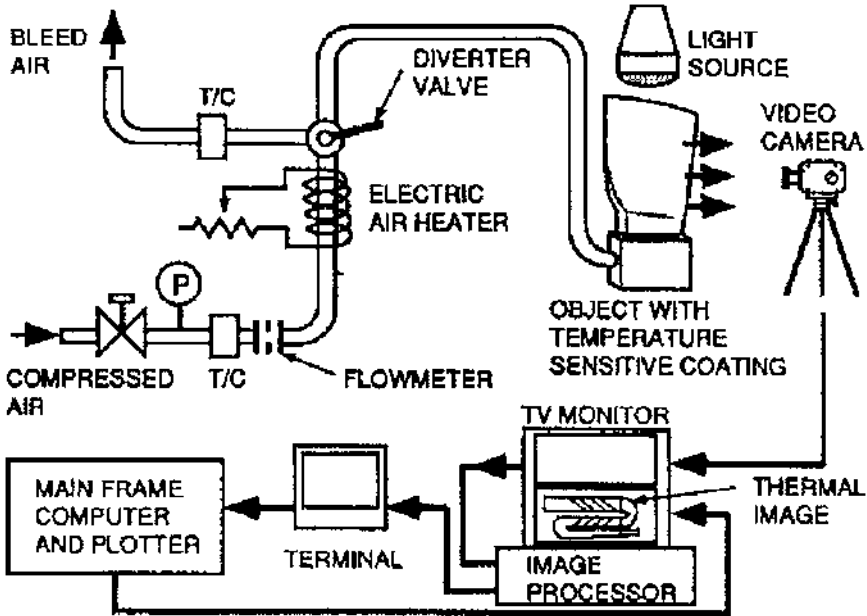 BLEED
AIR
T/C
DIVERTER
VALVE
LIGHT
SOURCE
VIDEO
CAMERA
ELECTRIC
AIR HEATER
P
COMPRESSED
AIR
T/C
FLOWMETER
OBJECT WITH
TEMPERATURE
SENSITIVE COATING
TV MONITOR
THERMAL
IMAGE
MAIN FRAME
COMPUTER
AND PLOTTER
TERMINAL
IMAGE
PROCESSOR